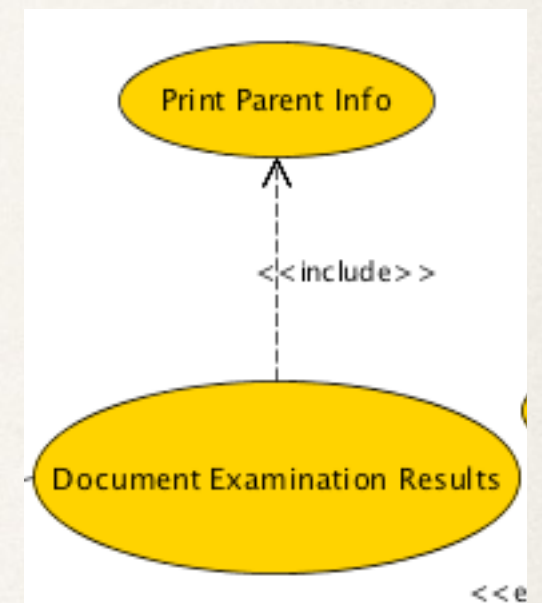 Print Parent Info
<<include>>
Document Examination Results
<<e